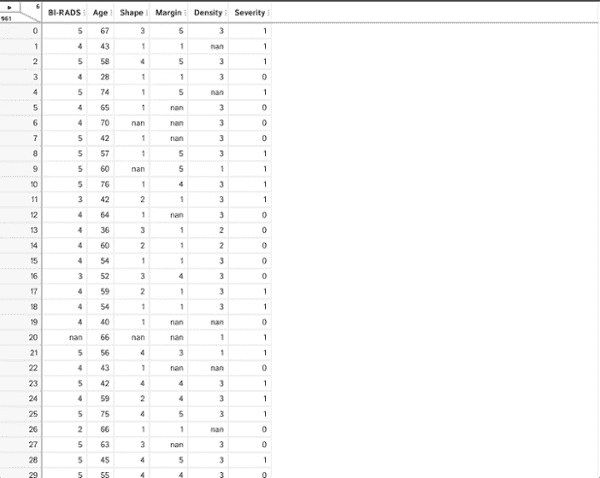 ▶ 6 BI-RADS Age Shape Margin Density Severity
961
0 5 67 3 5 3 1
1 4 43 1 1 nan 1
2 5 58 4 5 3 1
3 4 28 1 1 3 0
4 5 74 1 5 nan 1
5 4 65 1 nan 3 0
6 4 70 nan nan 3 0
7 5 42 1 nan 3 0
8 5 57 1 5 3 1
9 5 60 nan 5 1 1
10 5 76 1 4 3 1
11 3 42 2 1 3 1
12 4 64 1 nan 3 0
13 4 36 3 1 2 0
14 4 60 2 1 2 0
15 4 54 1 1 3 0
16 3 52 3 4 3 0
17 4 59 2 1 3 1
18 4 54 1 1 3 1
19 4 40 1 nan nan 0
20 nan 66 nan nan 1 1
21 5 56 4 3 1 1
22 4 43 1 nan nan 0
23 5 42 4 4 3 1
24 4 59 2 4 3 1
25 5 75 4 5 3 1
26 2 66 1 1 nan 0
27 5 63 3 nan 3 0
28 5 45 4 5 3 1
29 5 55 4 4 3 0